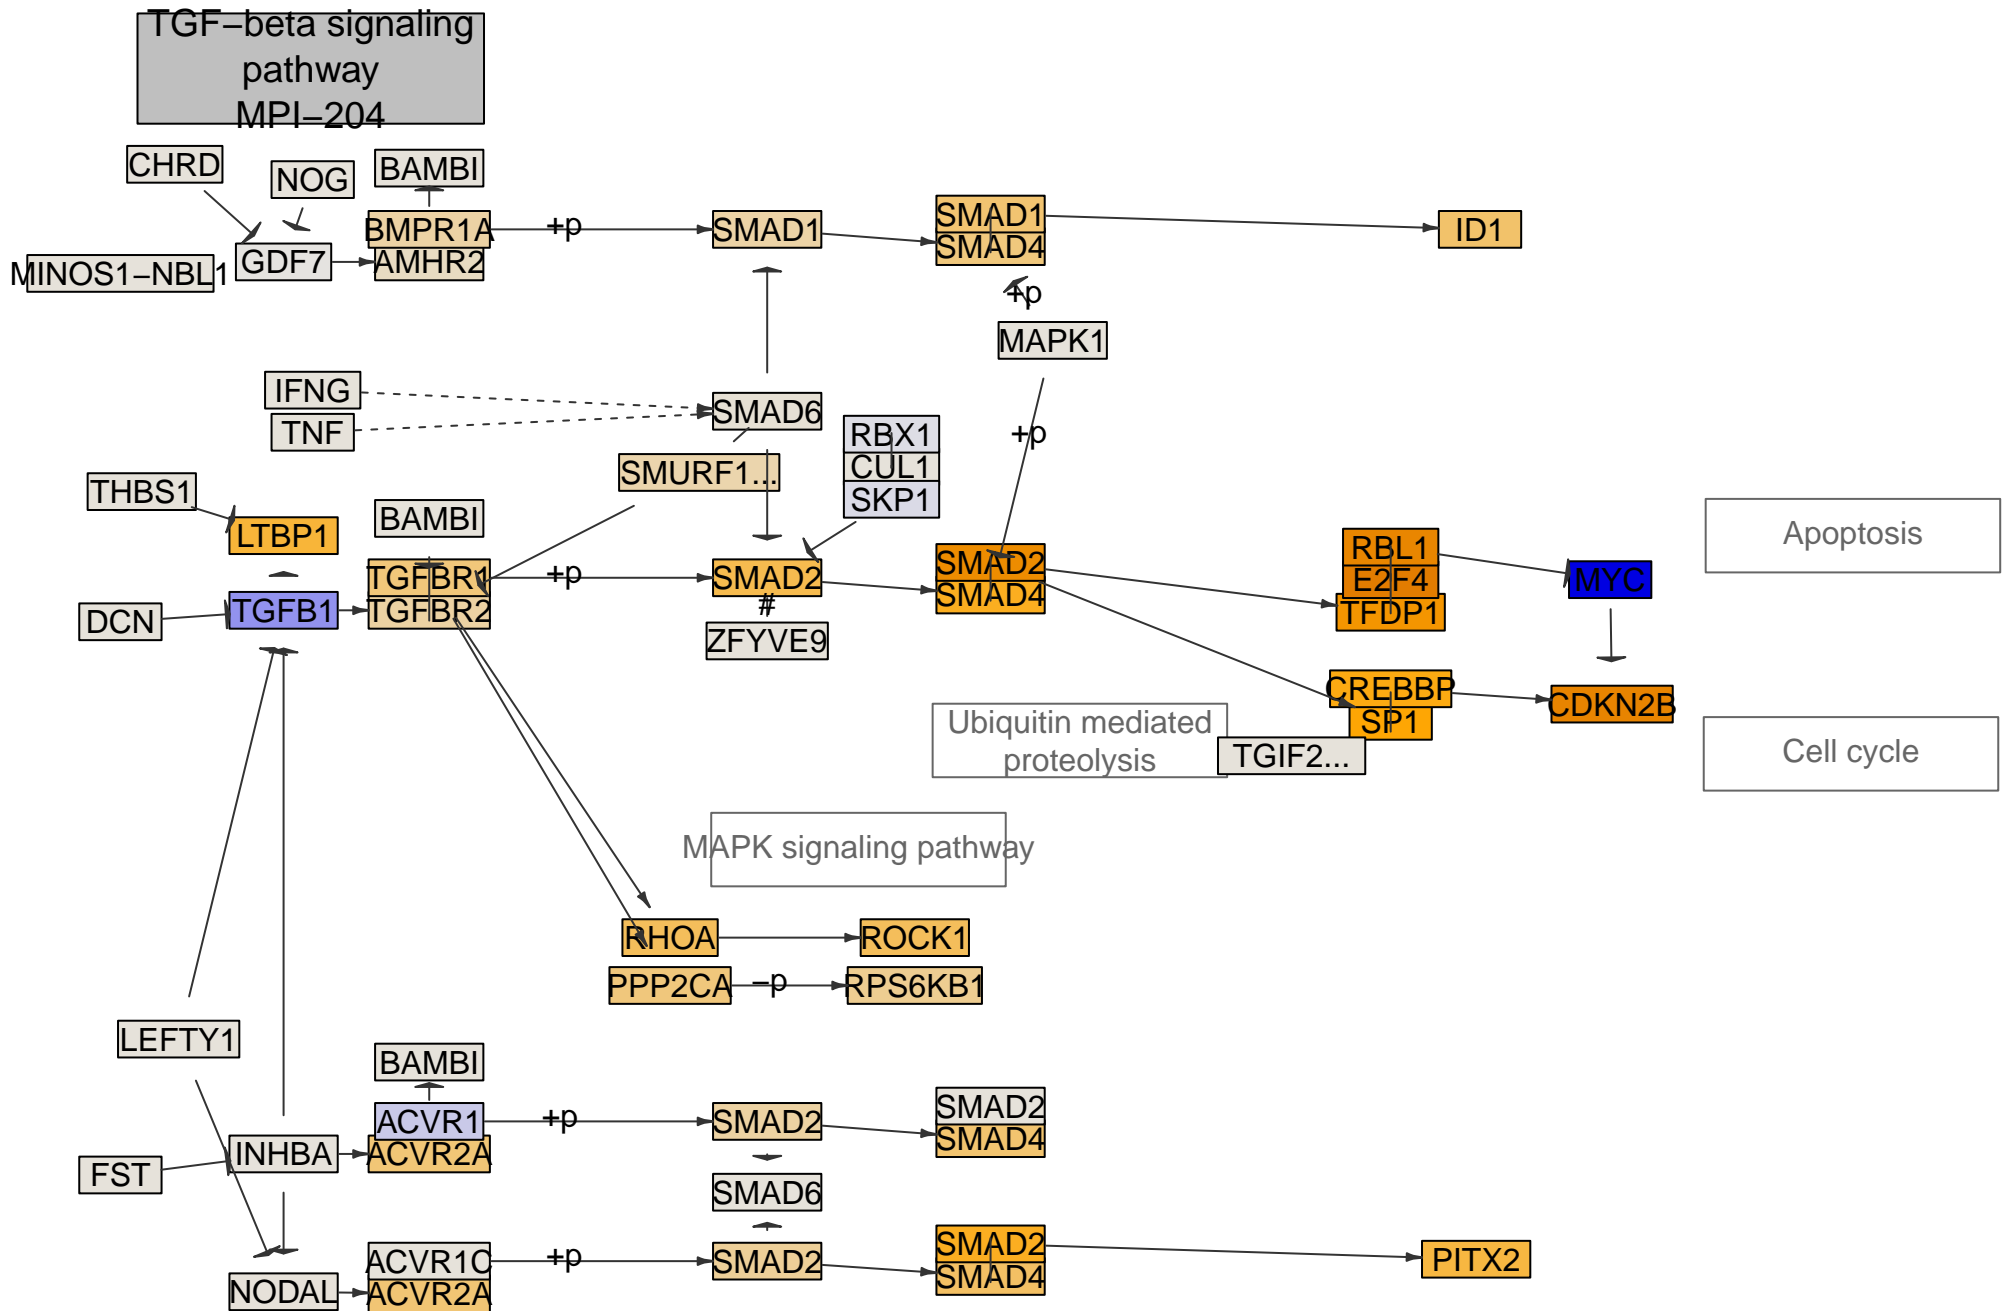 TGF−beta signaling
pathway
MPI−204
CHRD
NOG
BAMBI
BMPR1A
+p
SMAD1
SMAD1
SMAD4
ID1
MINOS1−NBL1
GDF7
AMHR2
+p
MAPK1
IFNG
TNF
SMAD6
RBX1
CUL1
SKP1
+p
SMURF1...
THBS1
LTBP1
BAMBI
TGFBR1
TGFBR2
+p
SMAD2
#
ZFYVE9
SMAD2
SMAD4
RBL1
E2F4
TFDP1
MYC
Apoptosis
DCN
TGFB1
CREBBP
SP1
CDKN2B
Ubiquitin mediated
proteolysis
TGIF2...
Cell cycle
MAPK signaling pathway
RHOA
ROCK1
PPP2CA
−p
RPS6KB1
LEFTY1
BAMBI
ACVR1
ACVR2A
+p
SMAD2
SMAD2
SMAD4
FST
INHBA
SMAD6
ACVR1C
ACVR2A
+p
SMAD2
SMAD2
SMAD4
PITX2
NODAL